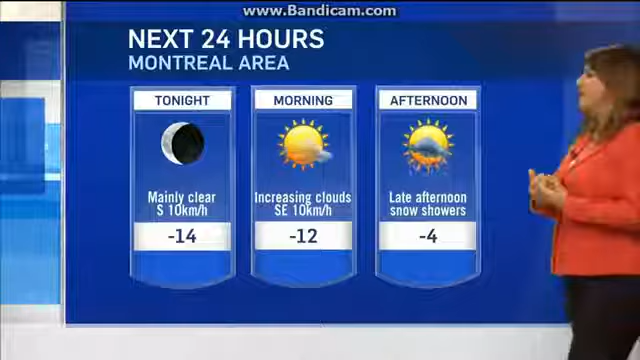 www.Bandicam.com
NEXT 24 HOURS
MONTREAL AREA
TONIGHT
Mainly clear
S 10km/h
-14
MORNING
Increasing clouds
SE 10km/h
-12
AFTERNOON
Late afternoon
snow showers
-4